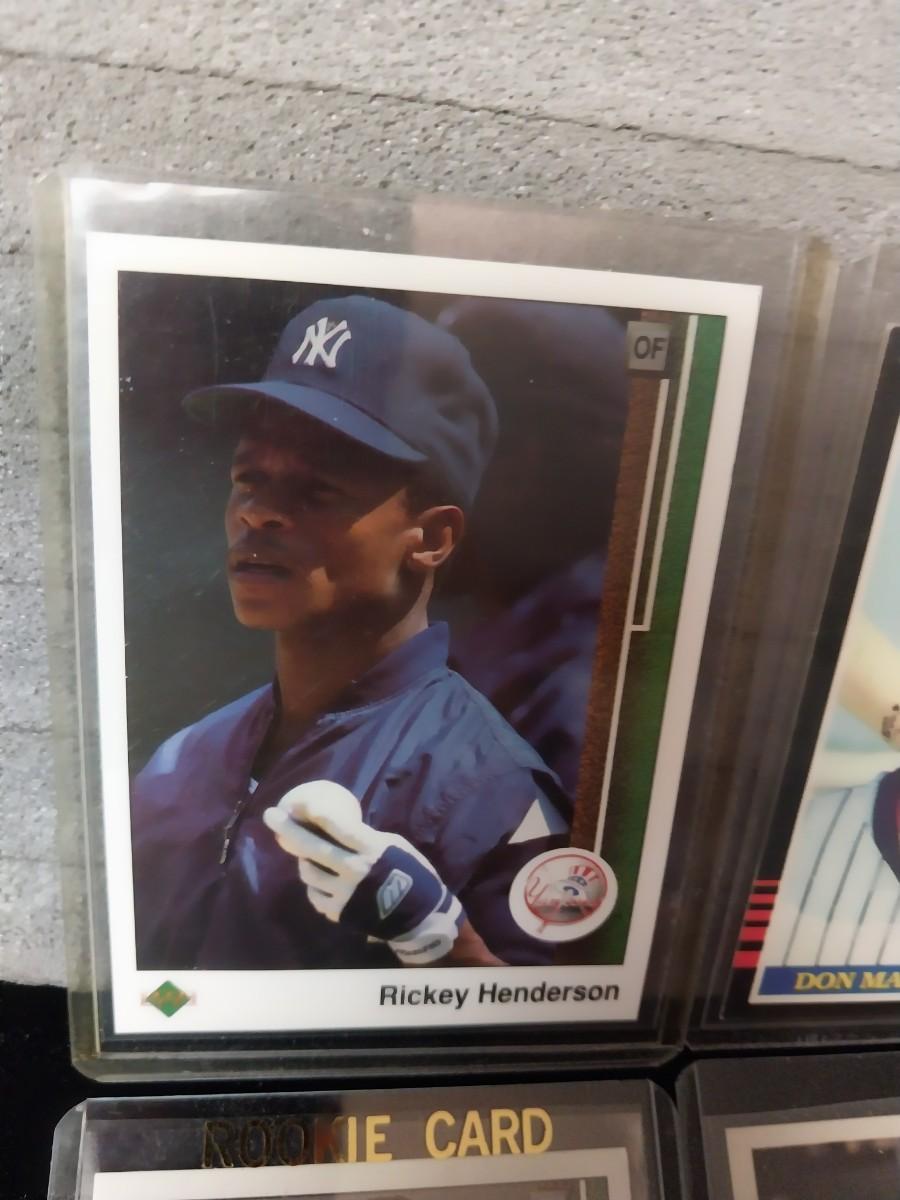 NY
OF
Rickey Henderson
DON MA
ROOKIE CARD